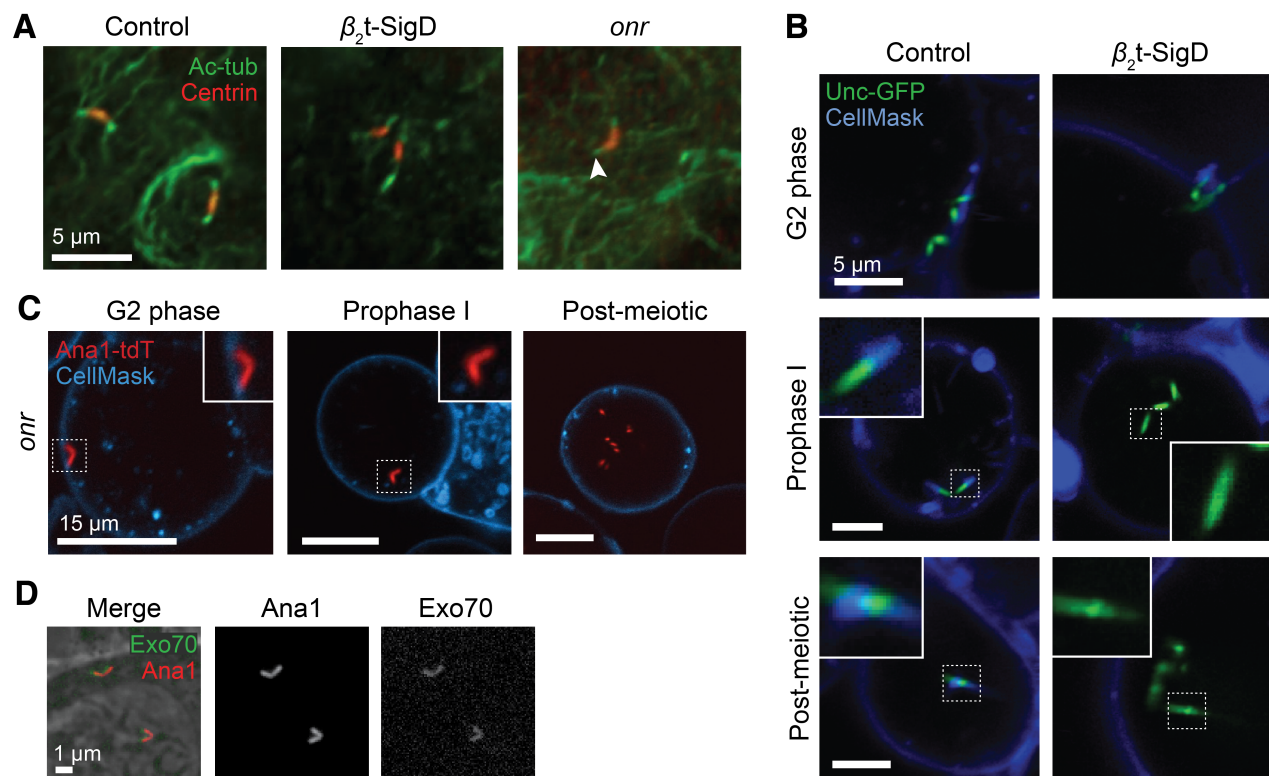 A
Control
β2t-SigD
onr
Ac-tub
Centrin
5 μm
B
Control
β2t-SigD
Unc-GFP
CellMask
G2 phase
5 μm
Prophase I
Post-meiotic
C
G2 phase
Prophase I
Post-meiotic
onr
Ana1-tdT
CellMask
15 μm
D
Merge
Ana1
Exo70
Exo70
Ana1
1 μm